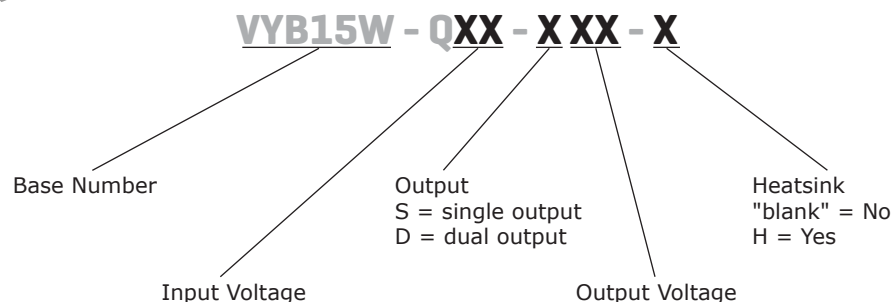 VYB15W - QXX - X XX - X
Base Number
Output
S = single output
D = dual output
Heatsink
"blank" = No
H = Yes
Input Voltage
Output Voltage